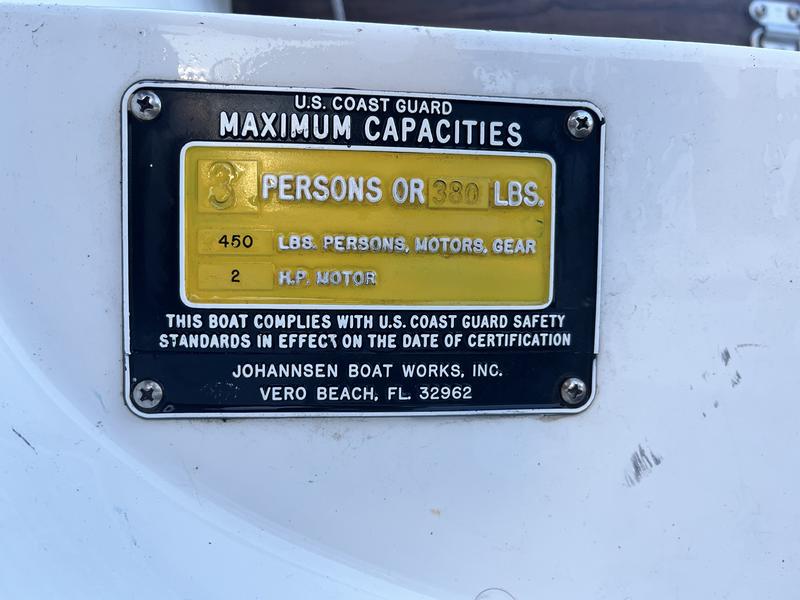 U.S. COAST GUARD
MAXIMUM CAPACITIES
3 PERSONS OR 380 LBS.
450 LBS. PERSONS, MOTORS, GEAR
2 H.P. MOTOR
THIS BOAT COMPLIES WITH U.S. COAST GUARD SAFETY
STANDARDS IN EFFECT ON THE DATE OF CERTIFICATION
JOHANNSEN BOAT WORKS, INC.
VERO BEACH, FL. 32962